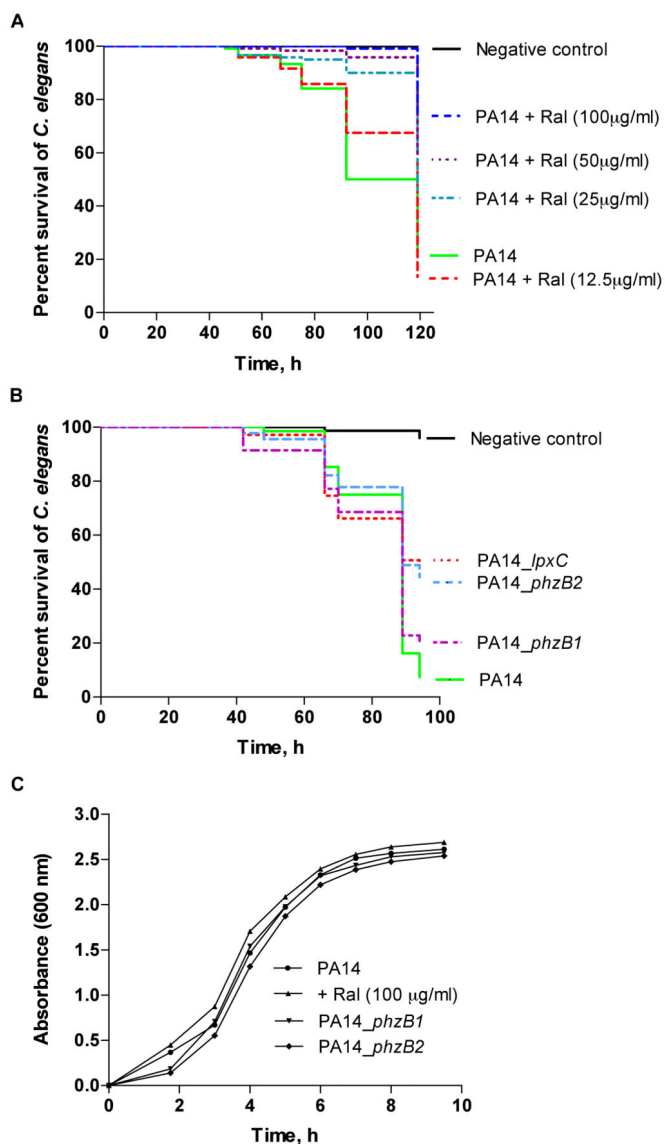 A
Percent survival of C. elegans
100
80
60
40
20
0
0 20 40 60 80 100 120
Time, h
Negative control
PA14 + Ral (100μg/ml)
PA14 + Ral (50μg/ml)
PA14 + Ral (25μg/ml)
PA14
PA14 + Ral (12.5μg/ml)
B
Percent survival of C. elegans
100
80
60
40
20
0
0 20 40 60 80 100
Time, h
Negative control
PA14_lpxC
PA14_phzB2
PA14_phzB1
PA14
C
Absorbance (600 nm)
3.0
2.5
2.0
1.5
1.0
0.5
0.0
0 2 4 6 8 10
Time, h
PA14
+ Ral (100 μg/ml)
PA14_phzB1
PA14_phzB2